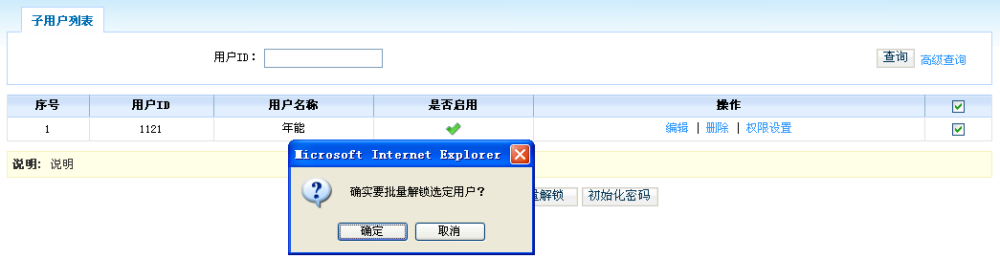 子用户列表
用户ID：
查询 高级查询
序号 用户ID 用户名称 是否启用 操作
1 1121 年能 编辑 | 删除 | 权限设置
Microsoft Internet Explorer
说明: 说明
确实要批量解锁选定用户？
解锁 初始化密码
确定 取消